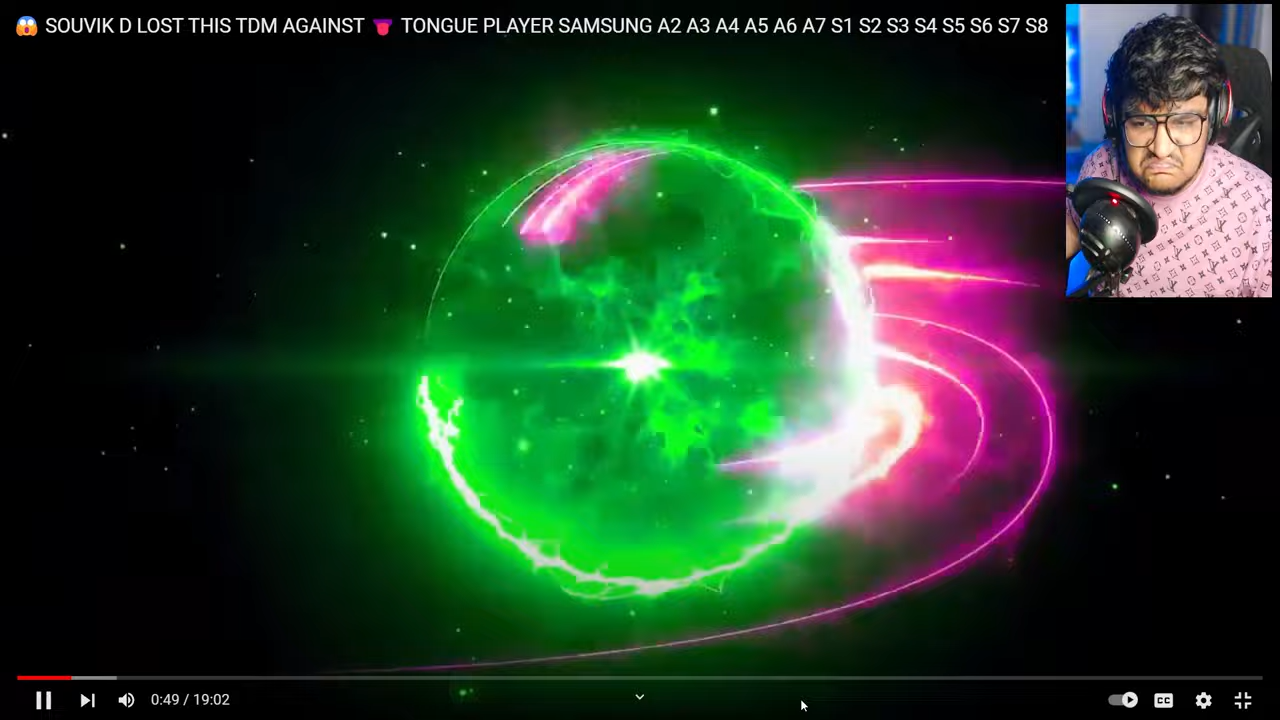 😱 SOUVIK D LOST THIS TDM AGAINST 👅 TONGUE PLAYER SAMSUNG A2 A3 A4 A5 A6 A7 S1 S2 S3 S4 S5 S6 S7 S8
0:49 / 19:02
CC